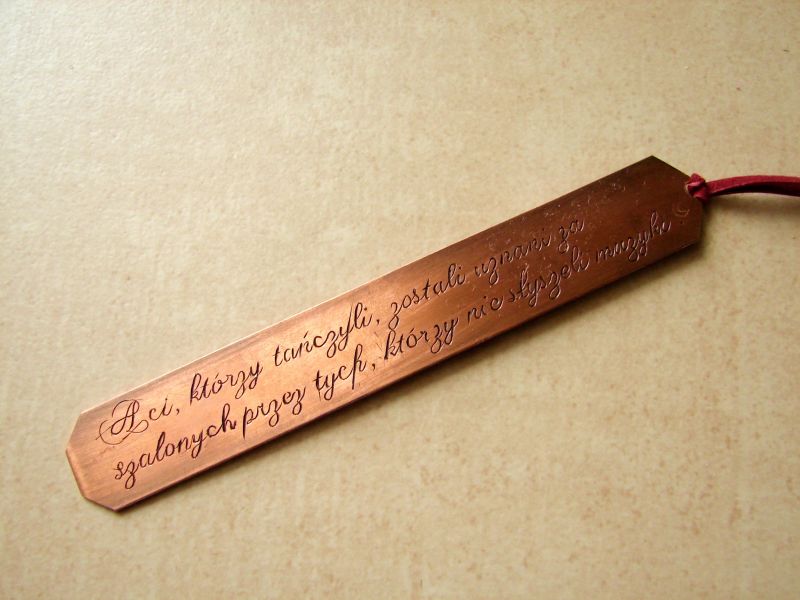 A ci, którzy tańczyli, zostali uznani za
szalonych przez tych, którzy nie słyszeli muzyki